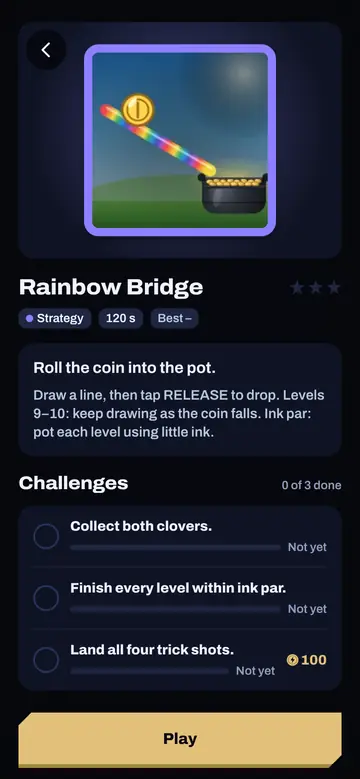 Rainbow Bridge
Strategy
120 s
Best –
Roll the coin into the pot.
Draw a line, then tap RELEASE to drop. Levels
9–10: keep drawing as the coin falls. Ink par:
pot each level using little ink.
Challenges
0 of 3 done
Collect both clovers.
Not yet
Finish every level within ink par.
Not yet
Land all four trick shots.
Not yet
100
Play